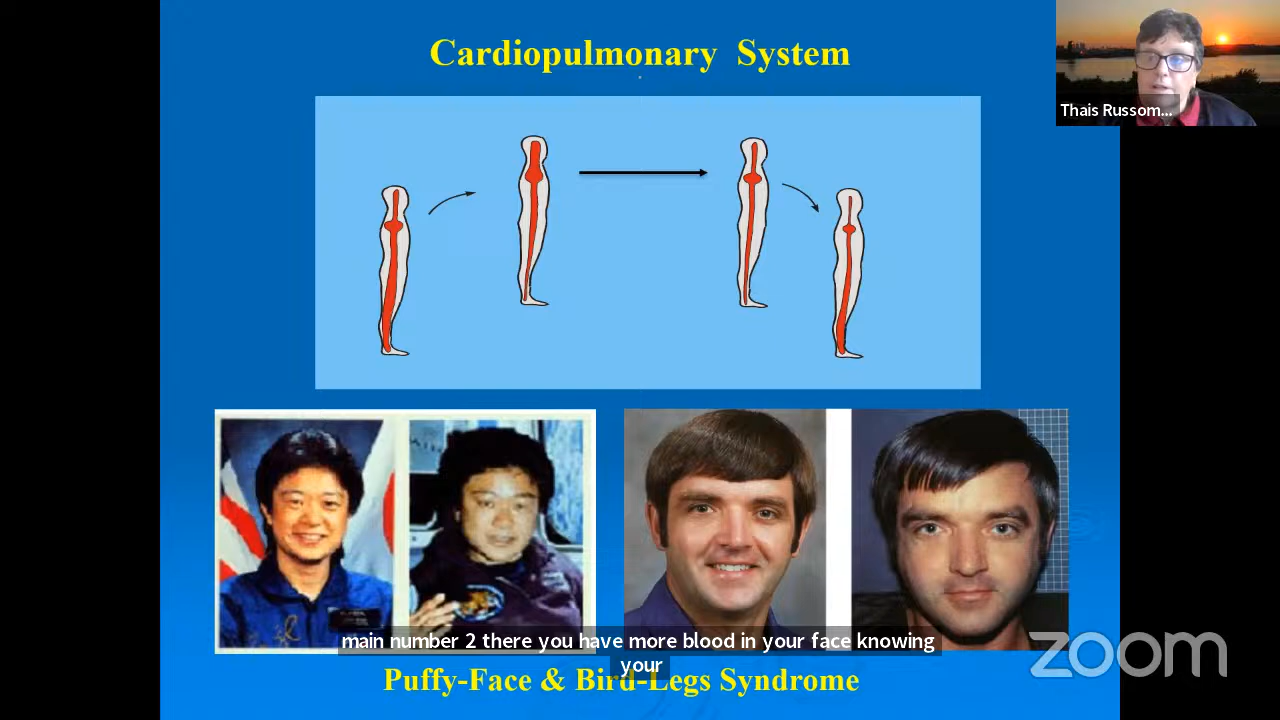 Cardiopulmonary System
Thais Russom...
main number 2 there you have more blood in your face knowing
your
Puffy-Face & Bird-Legs Syndrome
zoom